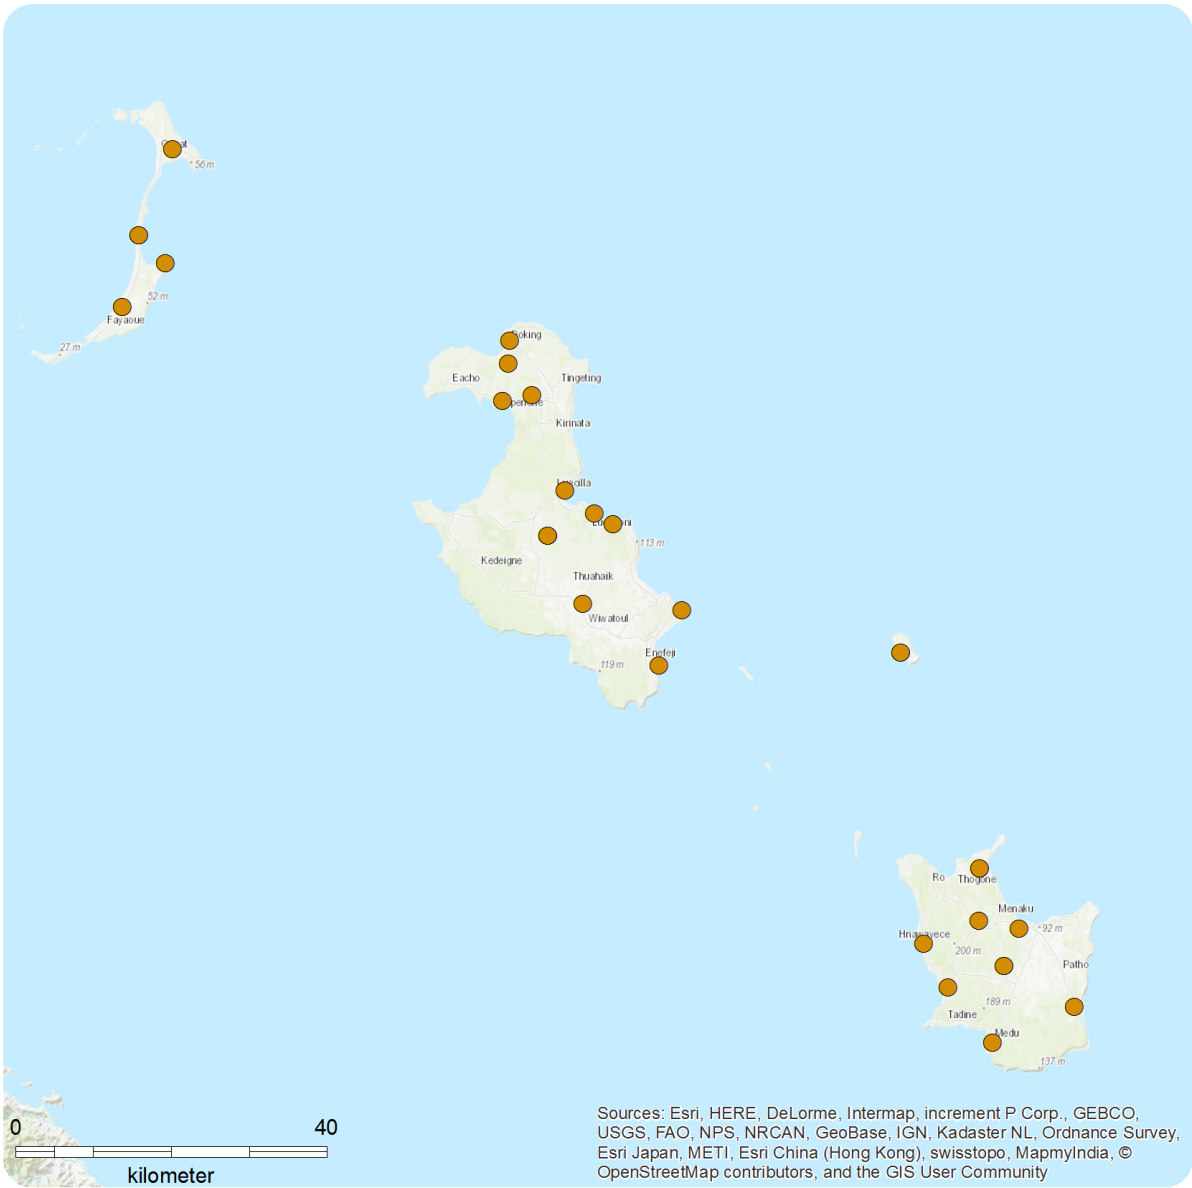 56 m
52 m
Fayaoue
27 m
Eacho
Tingeting
Kirinata
113 m
Kedeigne
Thuahaik
Wiwatoul
Enefeji
119 m
Ro
Thogone
Menaku
92 m
200 m
Patho
189 m
Tadine
Medu
137 m
0 40
kilometer
Sources: Esri, HERE, DeLorme, Intermap, increment P Corp., GEBCO,
USGS, FAO, NPS, NRCAN, GeoBase, IGN, Kadaster NL, Ordnance Survey,
Esri Japan, METI, Esri China (Hong Kong), swisstopo, MapmyIndia, ©
OpenStreetMap contributors, and the GIS User Community